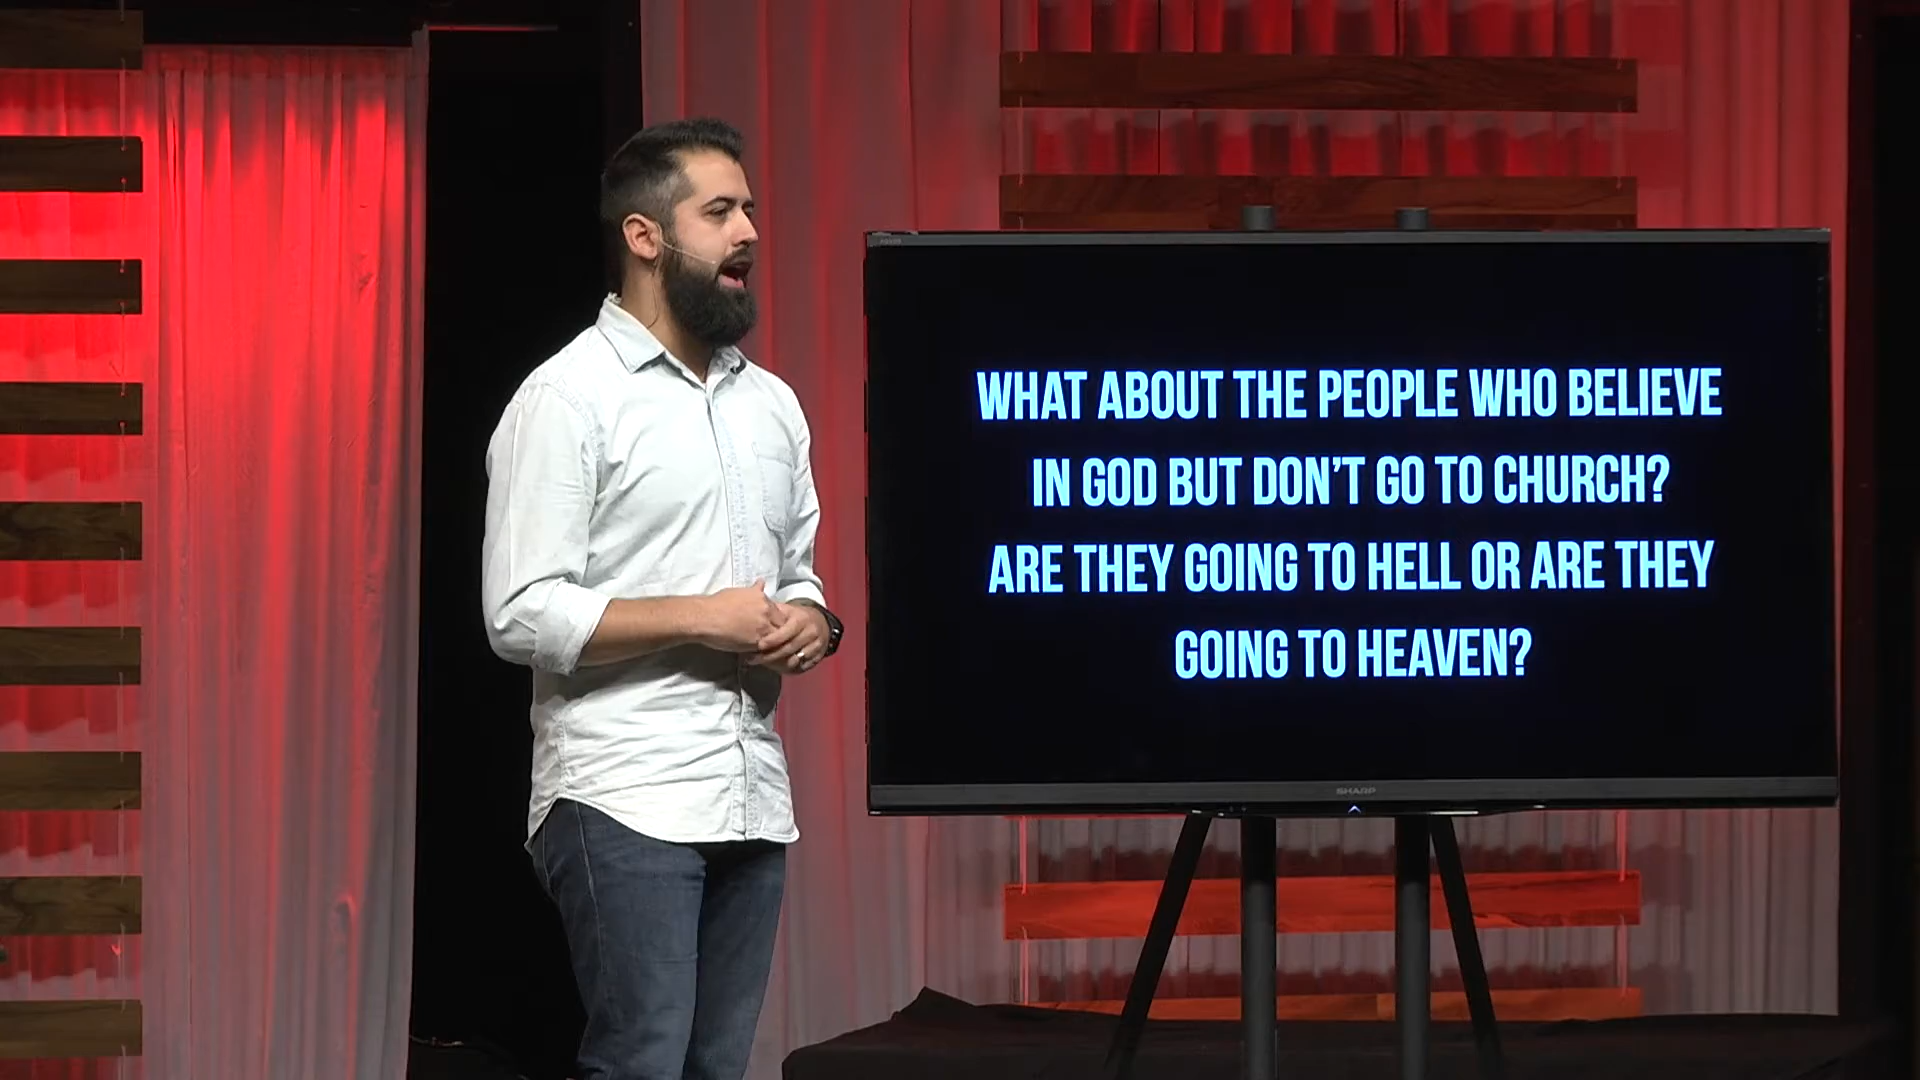 WHAT ABOUT THE PEOPLE WHO BELIEVE
IN GOD BUT DON'T GO TO CHURCH?
ARE THEY GOING TO HELL OR ARE THEY
GOING TO HEAVEN?
SHARP